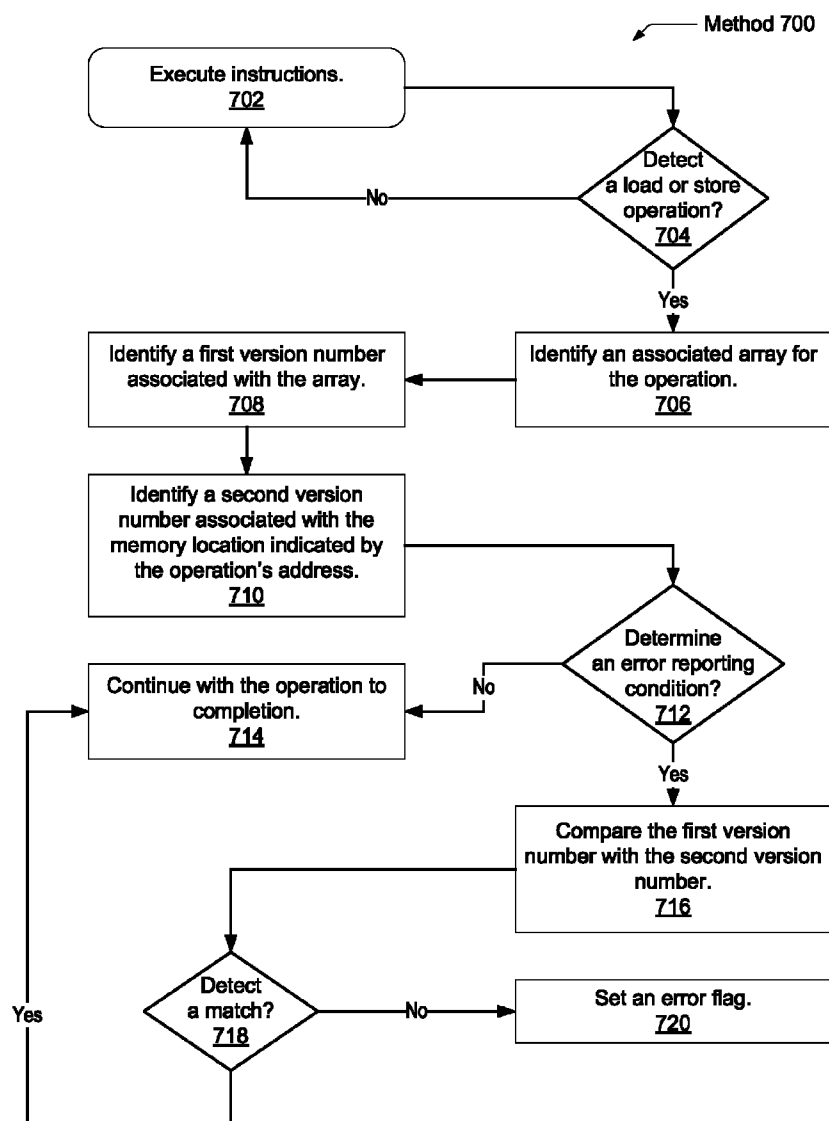 Method 700
Execute instructions.
702
Detect
a load or store
operation?
704
No
Yes
Identify a first version number
associated with the array.
708
Identify an associated array for
the operation.
706
Identify a second version
number associated with the
memory location indicated by
the operation's address.
710
Determine
an error reporting
condition?
712
No
Continue with the operation to
completion.
714
Yes
Compare the first version
number with the second version
number.
716
Detect
a match?
718
Yes
No
Set an error flag.
720